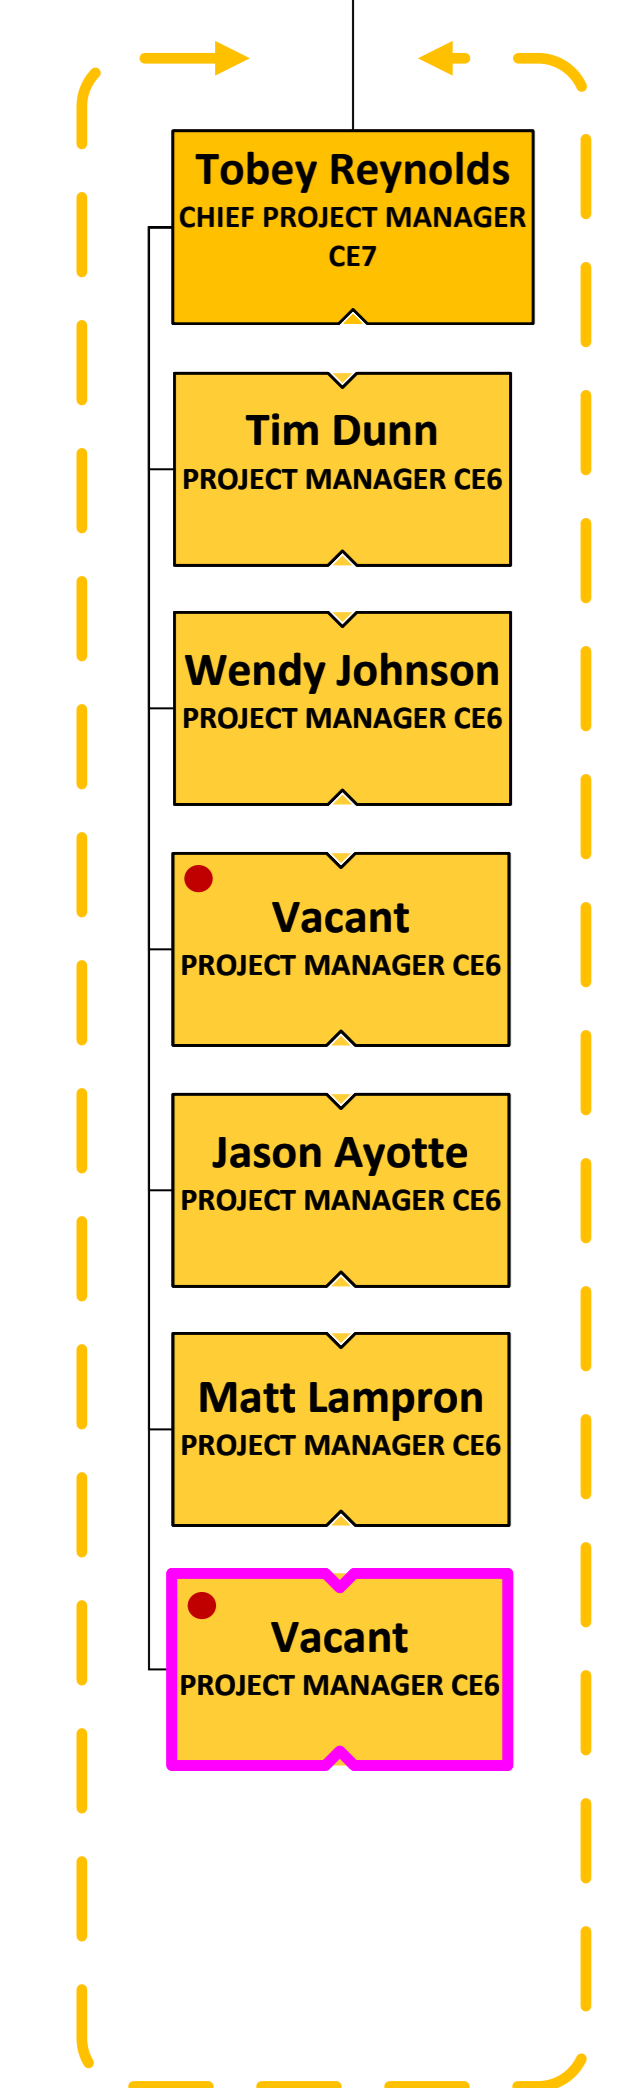 Tobey Reynolds
CHIEF PROJECT MANAGER
CE7
Tim Dunn
PROJECT MANAGER CE6
Wendy Johnson
PROJECT MANAGER CE6
Vacant
PROJECT MANAGER CE6
Jason Ayotte
PROJECT MANAGER CE6
Matt Lampron
PROJECT MANAGER CE6
Vacant
PROJECT MANAGER CE6